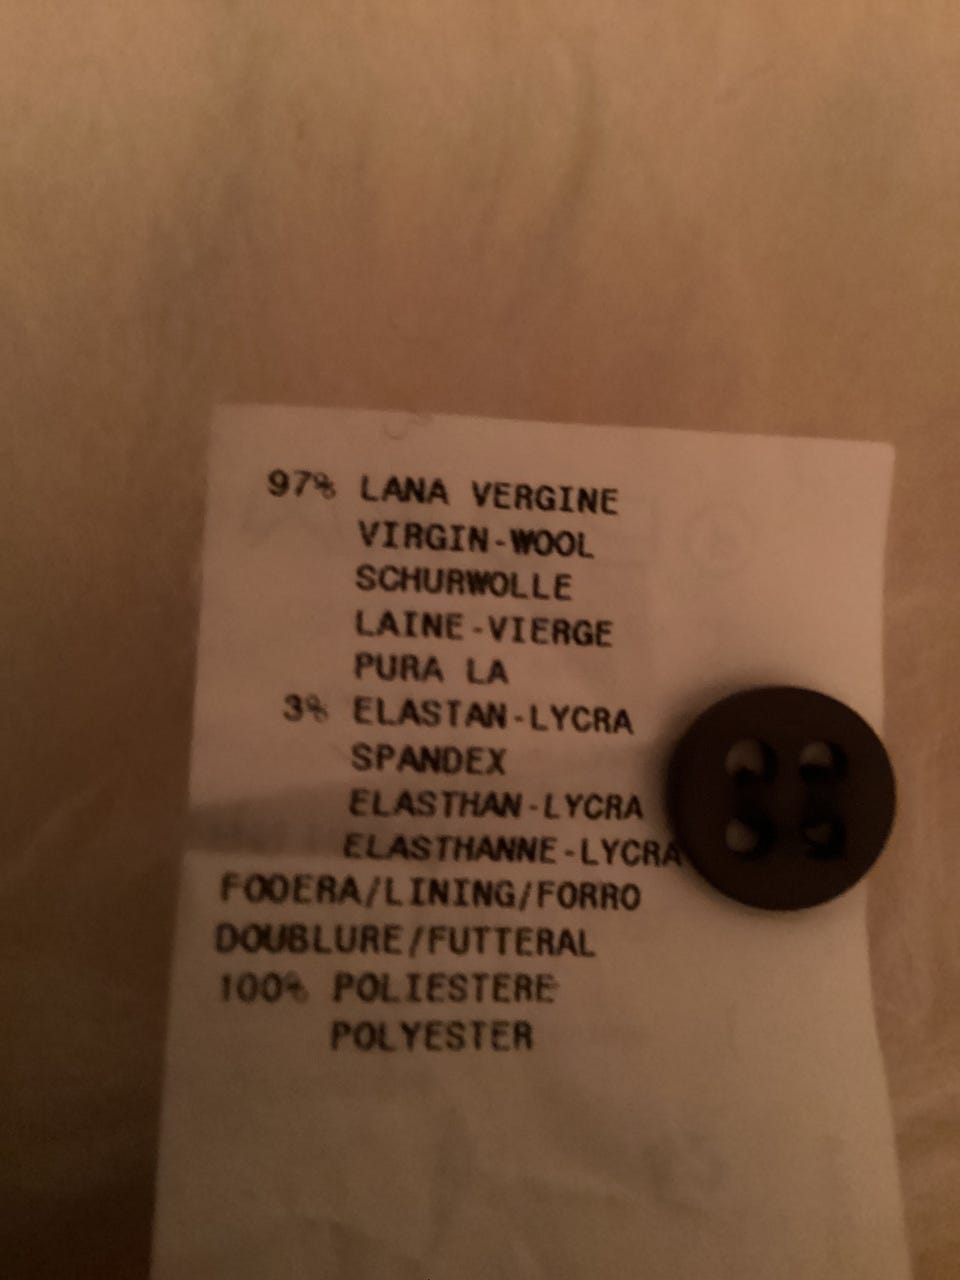 97% LANA VERGINE
VIRGIN-WOOL
SCHURWOLLE
LAINE-VIERGE
PURA LA
3% ELASTAN-LYCRA
SPANDEX
ELASTHAN-LYCRA
ELASTHANNE-LYCRA
FODERA/LINING/FORRO
DOUBLURE/FUTTERAL
100% POLIESTERE
POLYESTER